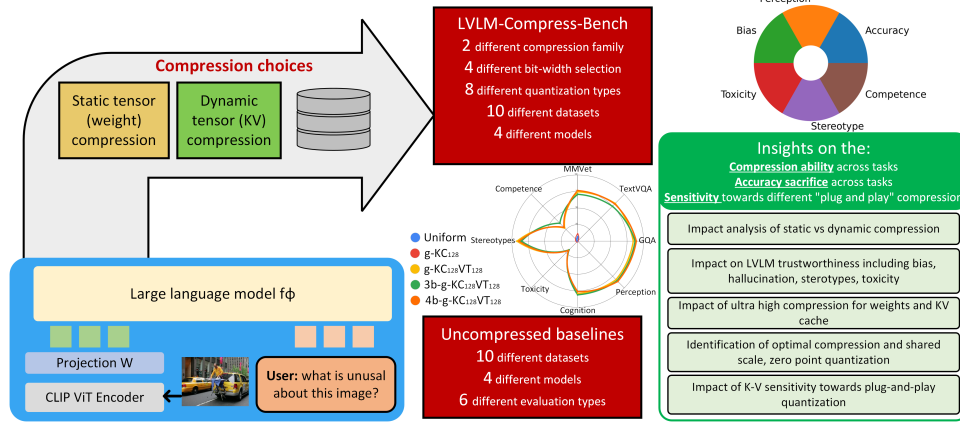 Compression choices
Static tensor
(weight)
compression
Dynamic
tensor (KV)
compression
Large language model fϕ
Projection W
CLIP ViT Encoder
User: what is unusual
about this image?
LVLM-Compress-Bench
2 different compression family
4 different bit-width selection
8 different quantization types
10 different datasets
4 different models
MMVet
TextVQA
GQA
Perception
Cognition
Toxicity
Stereotypes
Competence
Uniform
g-KC128
g-KC128VT128
3b-g-KC128VT128
4b-g-KC128VT128
Uncompressed baselines
10 different datasets
4 different models
6 different evaluation types
Perception
Bias
Accuracy
Toxicity
Competence
Stereotype
Insights on the:
Compression ability across tasks
Accuracy sacrifice across tasks
Sensitivity towards different "plug and play" compression
Impact analysis of static vs dynamic compression
Impact on LVLM trustworthiness including bias,
hallucination, sterotypes, toxicity
Impact of ultra high compression for weights and KV
cache
Identification of optimal compression and shared
scale, zero point quantization
Impact of K-V sensitivity towards plug-and-play
quantization